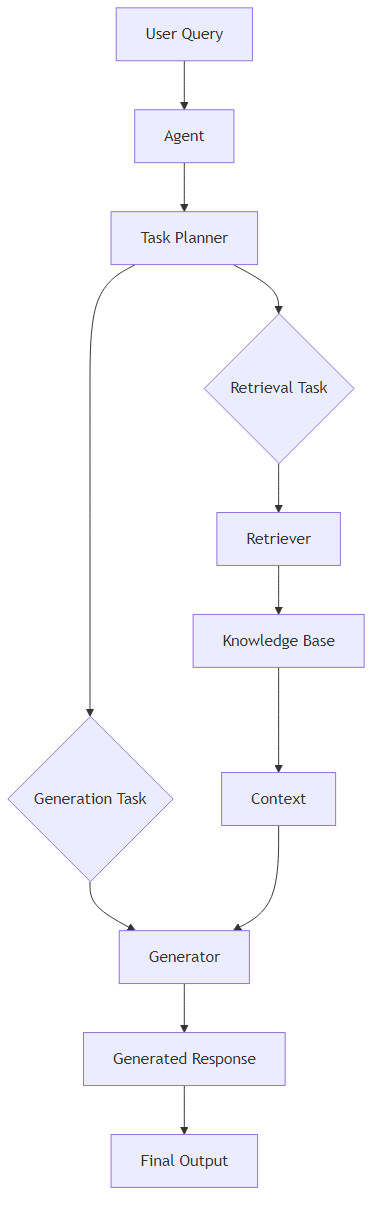 User Query
Agent
Task Planner
Retrieval Task
Retriever
Knowledge Base
Generation Task
Context
Generator
Generated Response
Final Output